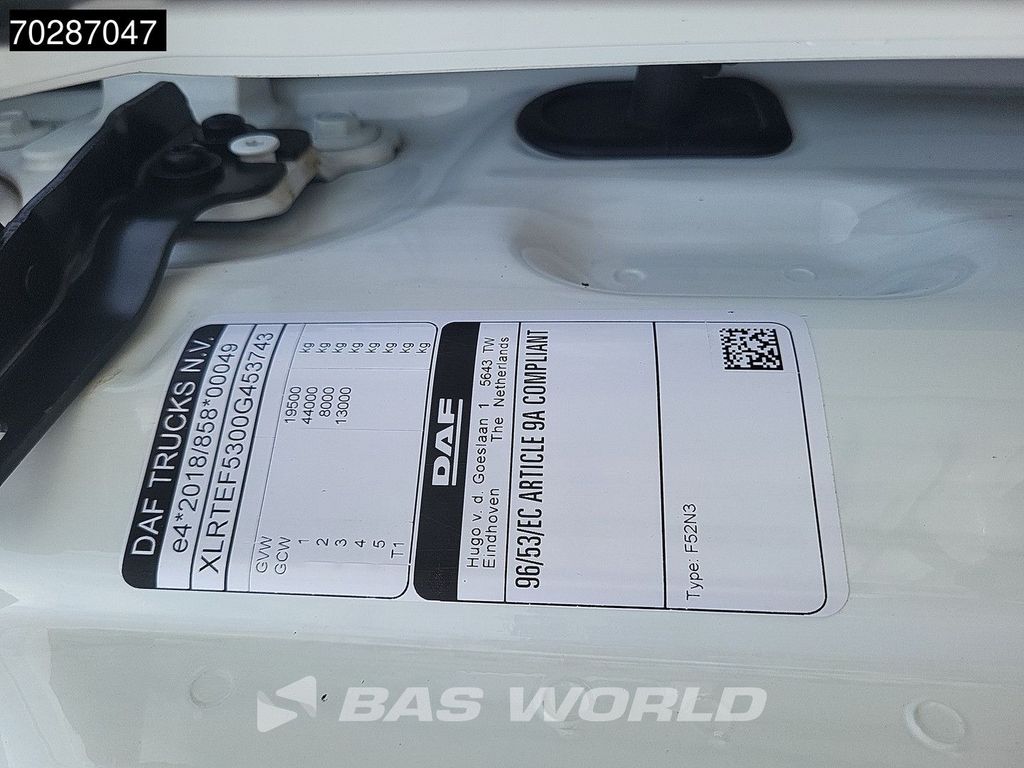 70287047
DAF TRUCKS N.V.
e4*2018/858*00049
XLRTEF5300G453743
GVW 19500 kg
GCW 44000 kg
1 8000 kg
2 13000 kg
3 kg
4 kg
5 kg
T1 kg
DAF
Hugo v. d. Goeslaan 1 5643 TW
Eindhoven The Netherlands
96/53/EC ARTICLE 9A COMPLIANT
Type: F52N3
BAS WORLD